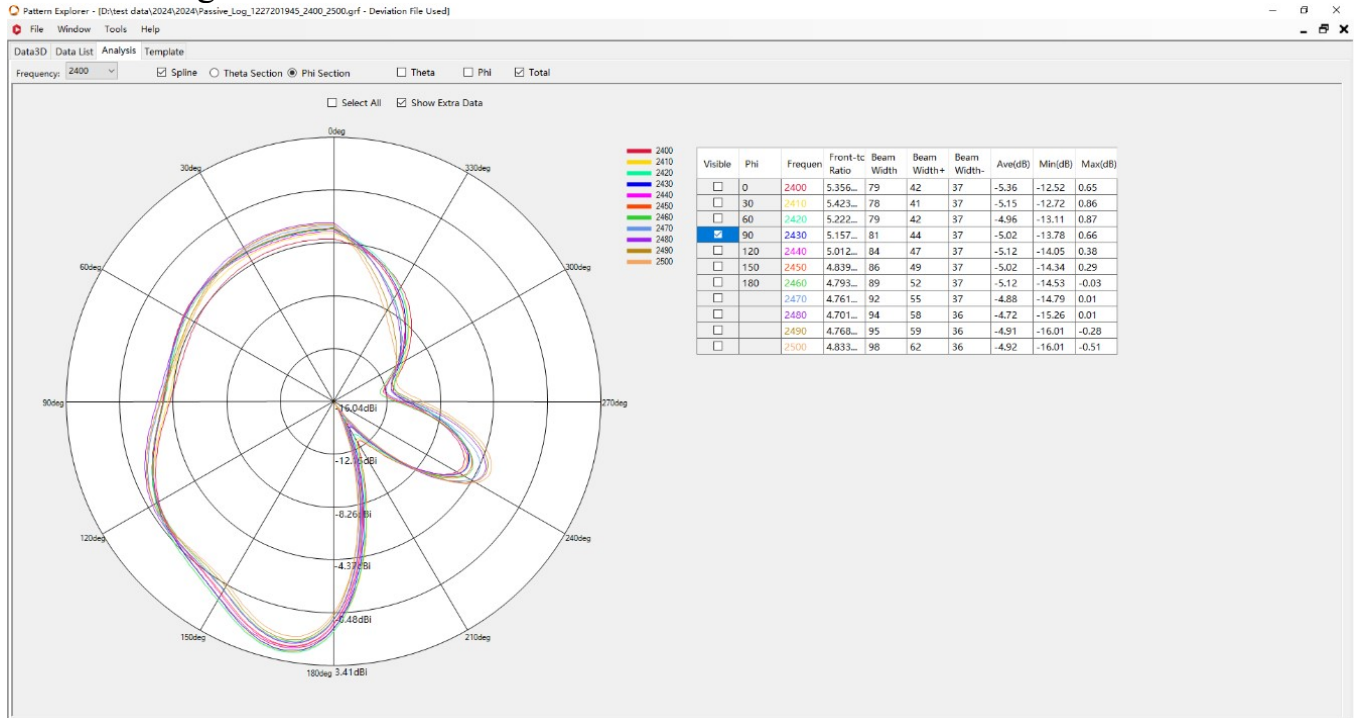 Pattern Explorer - [D:\test data\2024\2024\Passive_Log_1227201945_2400_2500.grf - Deviation File Used]
File Window Tools Help
Data3D Data List Analysis Template
Frequency: 2400 Spline Theta Section Phi Section Theta Phi Total
Select All Show Extra Data
0deg
30deg
330deg
60deg
300deg
90deg
270deg
120deg
240deg
150deg
210deg
180deg
-16.04dBi
-8.26dBi
-4.37dBi
-0.48dBi
3.41dBi
2400
2410
2420
2430
2440
2450
2460
2470
2480
2490
2500
Visible Phi Frequen Front-tc Ratio Beam Width Beam Width+ Beam Width- Ave(dB) Min(dB) Max(dB)
0 2400 5.356... 79 42 37 -5.36 -12.52 0.65
30 2410 5.423... 78 41 37 -5.15 -12.72 0.86
60 2420 5.222... 79 42 37 -4.96 -13.11 0.87
90 2430 5.157... 81 44 37 -5.02 -13.78 0.66
120 2440 5.012... 84 47 37 -5.12 -14.05 0.38
150 2450 4.839... 86 49 37 -5.02 -14.34 0.29
180 2460 4.793... 89 52 37 -5.12 -14.53 -0.03
2470 4.761... 92 55 37 -4.88 -14.79 0.01
2480 4.701... 94 58 36 -4.72 -15.26 0.01
2490 4.768... 95 59 36 -4.91 -16.01 -0.28
2500 4.833... 98 62 36 -4.92 -16.01 -0.51